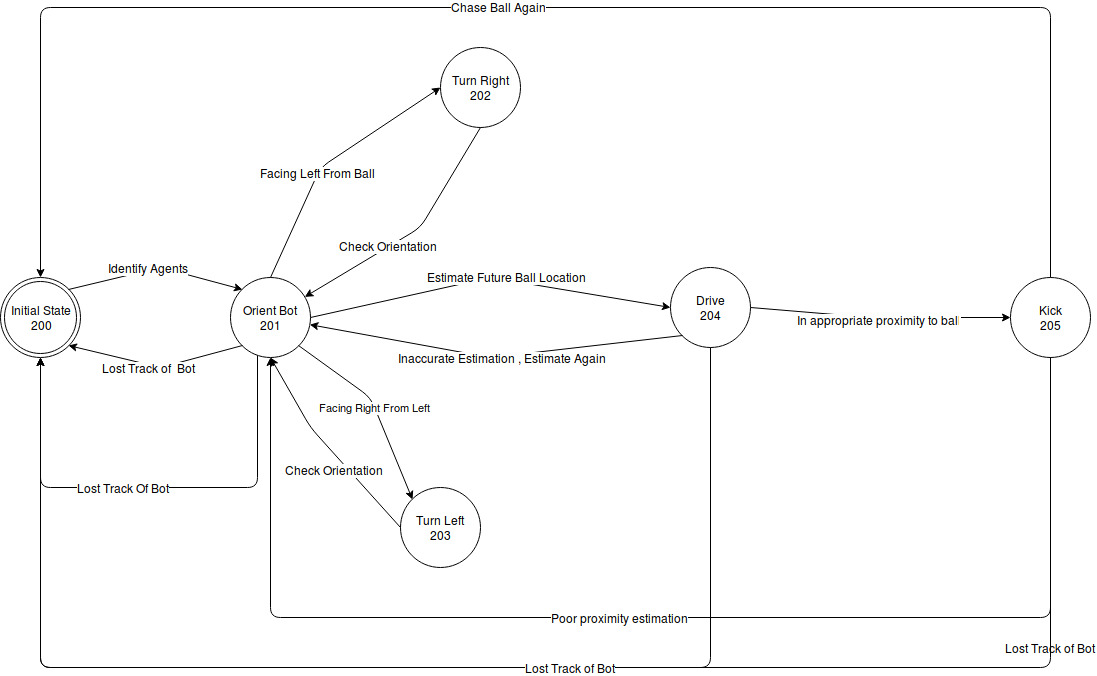 Chase Ball Again
Turn Right
202
Facing Left From Ball
Check Orientation
Identify Agents
Estimate Future Ball Location
Initial State
200
Orient Bot
201
Drive
204
In appropriate proximity to ball
Kick
205
Lost Track of Bot
Inaccurate Estimation , Estimate Again
Facing Right From Left
Check Orientation
Lost Track Of Bot
Turn Left
203
Poor proximity estimation
Lost Track of Bot
Lost Track of Bot